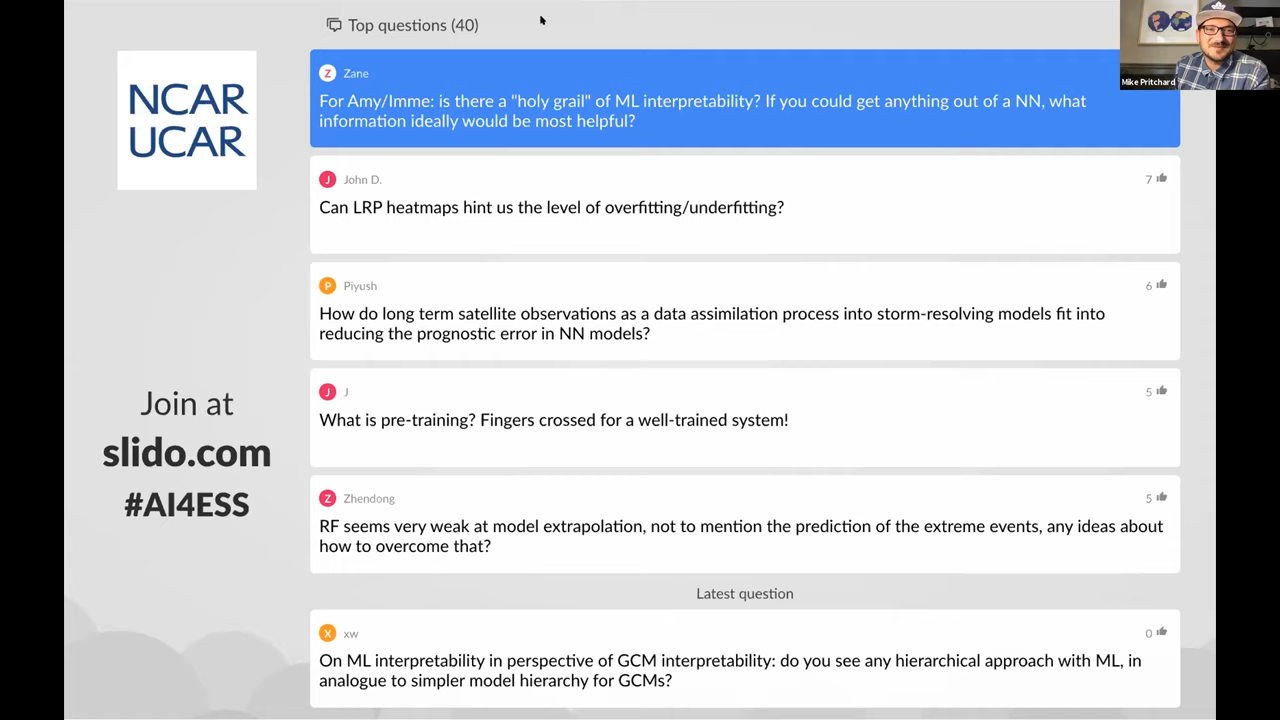 Top questions (40)
NCAR
UCAR
Z Zane
For Amy/Imme: is there a "holy grail" of ML interpretability? If you could get anything out of a NN, what
information ideally would be most helpful?
Mike Pritchard
J John D.
7
Can LRP heatmaps hint us the level of overfitting/underfitting?
P Piyush
6
How do long term satellite observations as a data assimilation process into storm-resolving models fit into
reducing the prognostic error in NN models?
J J
5
What is pre-training? Fingers crossed for a well-trained system!
Join at
slido.com
#AI4ESS
Z Zhendong
5
RF seems very weak at model extrapolation, not to mention the prediction of the extreme events, any ideas about
how to overcome that?
Latest question
X xw
0
On ML interpretability in perspective of GCM interpretability: do you see any hierarchical approach with ML, in
analogue to simpler model hierarchy for GCMs?